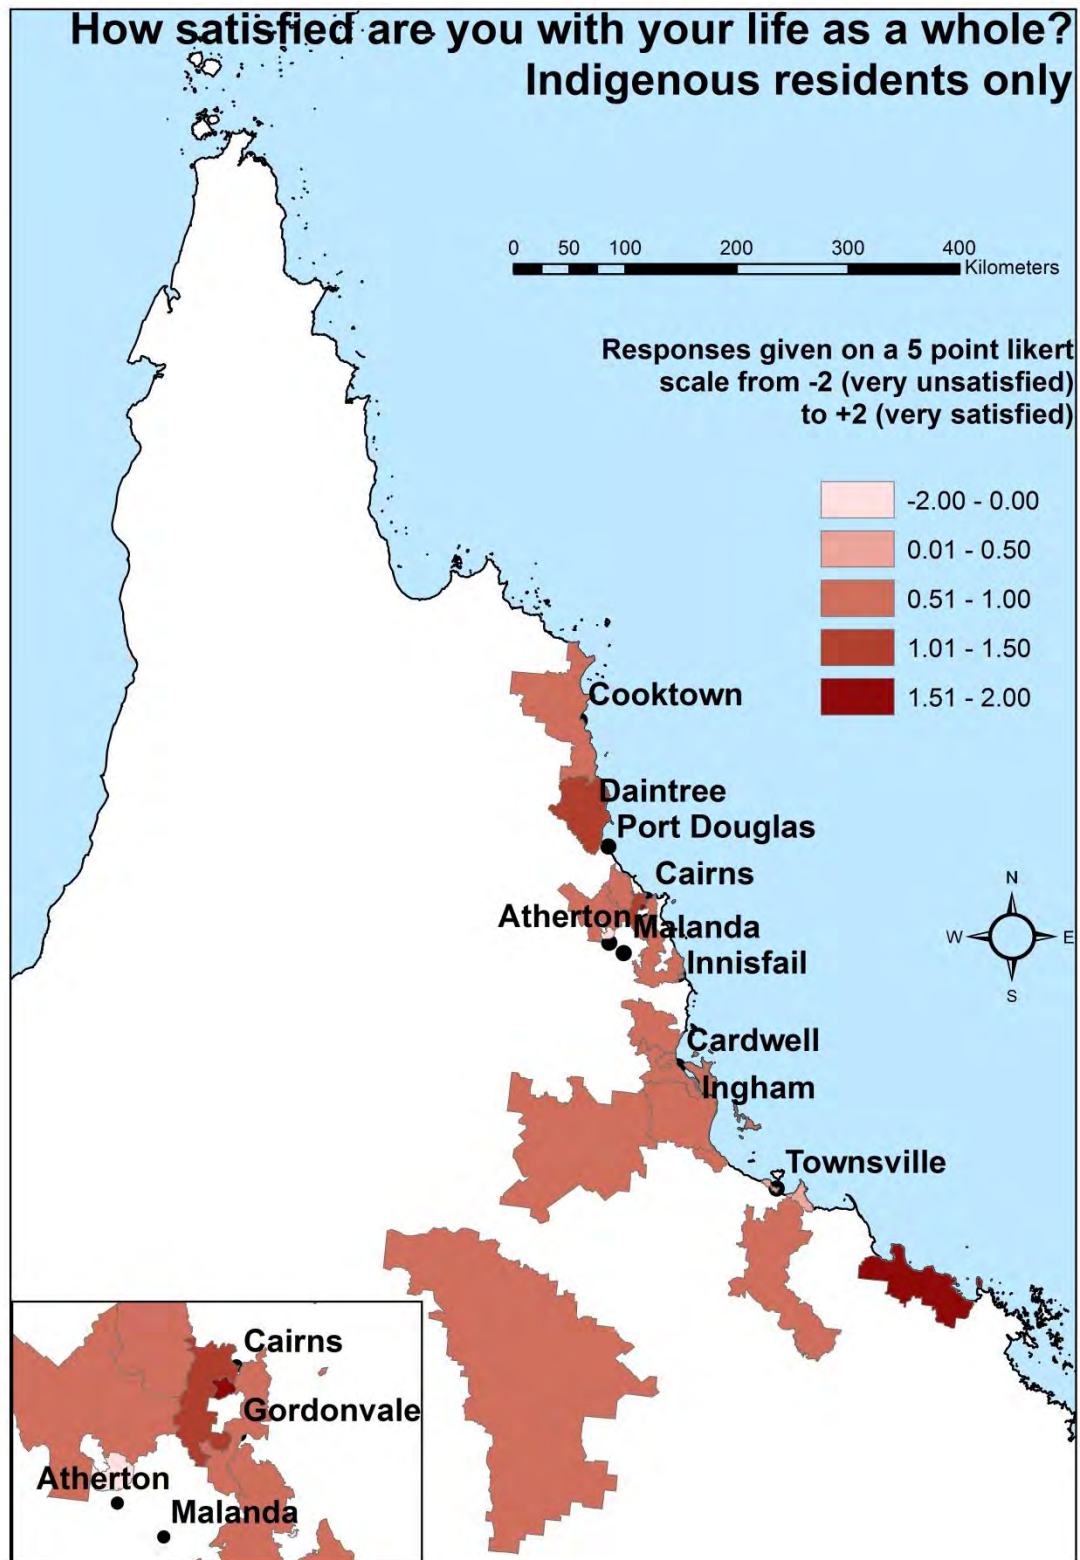 How satisfied are you with your life as a whole?
Indigenous residents only
0 50 100 200 300 400
Kilometers
Responses given on a 5 point likert
scale from -2 (very unsatisfied)
to +2 (very satisfied)
-2.00 - 0.00
0.01 - 0.50
0.51 - 1.00
1.01 - 1.50
1.51 - 2.00
Cooktown
Daintree
Port Douglas
Cairns
Atherton
Malanda
Innisfail
N
W E
S
Cardwell
Ingham
Townsville
Cairns
Gordonvale
Atherton
Malanda